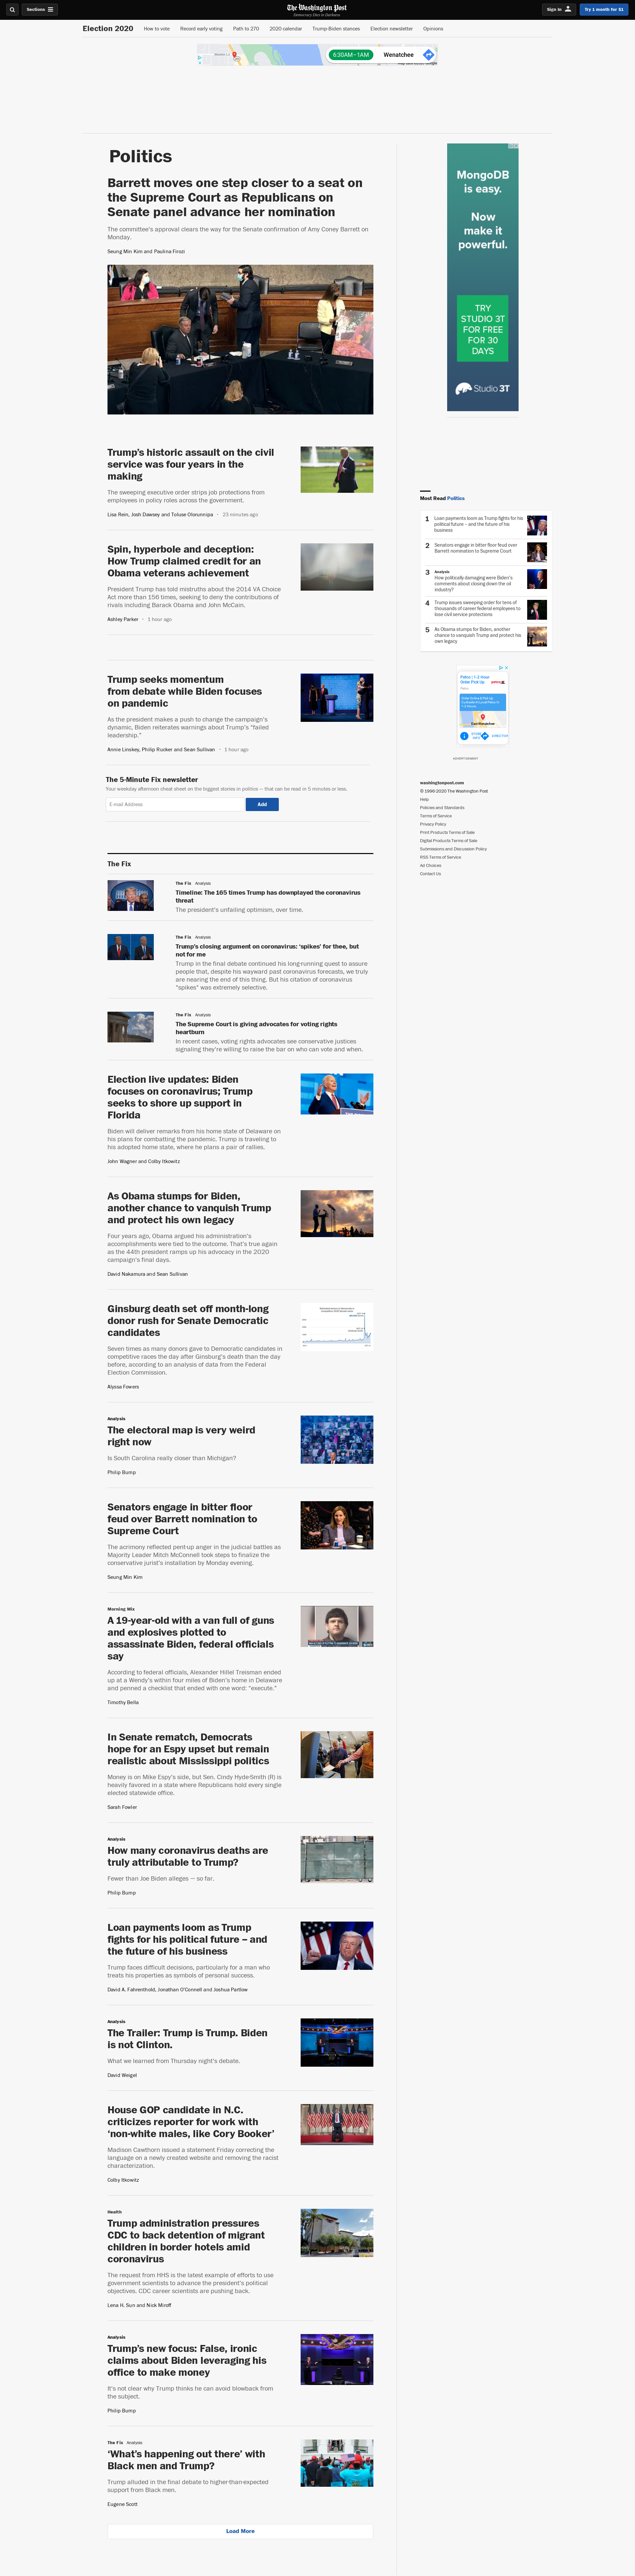 Sections
The Washington Post
Democracy Dies in Darkness
Sign in
Try 1 month for $1
Election 2020
How to vote
Record early voting
Path to 270
2020 calendar
Trump-Biden stances
Election newsletter
Opinions
6:30AM–1AM
Wenatchee
Politics
Barrett moves one step closer to a seat on
the Supreme Court as Republicans on
Senate panel advance her nomination
The committee's approval clears the way for the Senate confirmation of Amy Coney Barrett on
Monday.
Seung Min Kim and Paulina Firozi
Trump's historic assault on the civil
service was four years in the
making
The sweeping executive order strips job protections from
employees in policy roles across the government.
Lisa Rein, Josh Dawsey and Toluse Olorunnipa • 23 minutes ago
Spin, hyperbole and deception:
How Trump claimed credit for an
Obama veterans achievement
President Trump has told mistruths about the 2014 VA Choice
Act more than 156 times, seeking to deny the contributions of
rivals including Barack Obama and John McCain.
Ashley Parker • 1 hour ago
Trump seeks momentum
from debate while Biden focuses
on pandemic
As the president makes a push to change the campaign's
dynamic, Biden reiterates warnings about Trump's "failed
leadership."
Annie Linskey, Philip Rucker and Sean Sullivan • 1 hour ago
The 5-Minute Fix newsletter
Your weekday afternoon cheat sheet on the biggest stories in politics — that can be read in 5 minutes or less.
E-mail Address
Add
The Fix
The Fix Analysis
Timeline: The 165 times Trump has downplayed the coronavirus
threat
The president's unfailing optimism, over time.
The Fix Analysis
Trump's closing argument on coronavirus: 'spikes' for thee, but
not for me
Trump in the final debate continued his long-running quest to assure
people that, despite his wayward past coronavirus forecasts, we truly
are nearing the end of this thing. But his citation of coronavirus
"spikes" was extremely selective.
The Fix Analysis
The Supreme Court is giving advocates for voting rights
heartburn
In recent cases, voting rights advocates see conservative justices
signaling they're willing to raise the bar on who can vote and when.
Election live updates: Biden
focuses on coronavirus; Trump
seeks to shore up support in
Florida
Biden will deliver remarks from his home state of Delaware on
his plans for combatting the pandemic. Trump is traveling to
his adopted home state, where he plans a pair of rallies.
John Wagner and Colby Itkowitz
As Obama stumps for Biden,
another chance to vanquish Trump
and protect his own legacy
Four years ago, Obama argued his administration's
accomplishments were tied to the outcome. That's true again
as the 44th president ramps up his advocacy in the 2020
campaign's final days.
David Nakamura and Sean Sullivan
Ginsburg death set off month-long
donor rush for Senate Democratic
candidates
Seven times as many donors gave to Democratic candidates in
competitive races the day after Ginsburg's death than the day
before, according to an analysis of data from the Federal
Election Commission.
Alyssa Fowers
Analysis
The electoral map is very weird
right now
Is South Carolina really closer than Michigan?
Philip Bump
Senators engage in bitter floor
feud over Barrett nomination to
Supreme Court
The acrimony reflected pent-up anger in the judicial battles as
Majority Leader Mitch McConnell took steps to finalize the
conservative jurist's installation by Monday evening.
Seung Min Kim
Morning Mix
A 19-year-old with a van full of guns
and explosives plotted to
assassinate Biden, federal officials
say
According to federal officials, Alexander Hillel Treisman ended
up at a Wendy's within four miles of Biden's home in Delaware
and penned a checklist that ended with one word: "execute."
Timothy Bella
In Senate rematch, Democrats
hope for an Espy upset but remain
realistic about Mississippi politics
Money is on Mike Espy's side, but Sen. Cindy Hyde-Smith (R) is
heavily favored in a state where Republicans hold every single
elected statewide office.
Sarah Fowler
Analysis
How many coronavirus deaths are
truly attributable to Trump?
Fewer than Joe Biden alleges — so far.
Philip Bump
Loan payments loom as Trump
fights for his political future – and
the future of his business
Trump faces difficult decisions, particularly for a man who
treats his properties as symbols of personal success.
David A. Fahrenthold, Jonathan O'Connell and Joshua Partlow
Analysis
The Trailer: Trump is Trump. Biden
is not Clinton.
What we learned from Thursday night's debate.
David Weigel
House GOP candidate in N.C.
criticizes reporter for work with
'non-white males, like Cory Booker'
Madison Cawthorn issued a statement Friday correcting the
language on a newly created website and removing the racist
characterization.
Colby Itkowitz
Health
Trump administration pressures
CDC to back detention of migrant
children in border hotels amid
coronavirus
The request from HHS is the latest example of efforts to use
government scientists to advance the president's political
objectives. CDC career scientists are pushing back.
Lena H. Sun and Nick Miroff
Analysis
Trump's new focus: False, ironic
claims about Biden leveraging his
office to make money
It's not clear why Trump thinks he can avoid blowback from
the subject.
Philip Bump
The Fix Analysis
'What's happening out there' with
Black men and Trump?
Trump alluded in the final debate to higher-than-expected
support from Black men.
Eugene Scott
Load More
MongoDB
is easy.
Now
make it
powerful.
TRY
STUDIO 3T
FOR FREE
FOR 30
DAYS
Studio 3T
Most Read Politics
1 Loan payments loom as Trump fights for his
political future – and the future of his
business
2 Senators engage in bitter floor feud over
Barrett nomination to Supreme Court
3 Analysis
How politically damaging were Biden's
comments about closing down the oil
industry?
4 Trump issues sweeping order for tens of
thousands of career federal employees to
lose civil service protections
5 As Obama stumps for Biden, another
chance to vanquish Trump and protect his
own legacy
Petco | 1-2 Hour
Order Pick Up
Petco
East Wenatchee
STORE INFO
DIRECTIONS
ADVERTISEMENT
washingtonpost.com
© 1996-2020 The Washington Post
Help
Policies and Standards
Terms of Service
Privacy Policy
Print Products Terms of Sale
Digital Products Terms of Sale
Submissions and Discussion Policy
RSS Terms of Service
Ad Choices
Contact Us